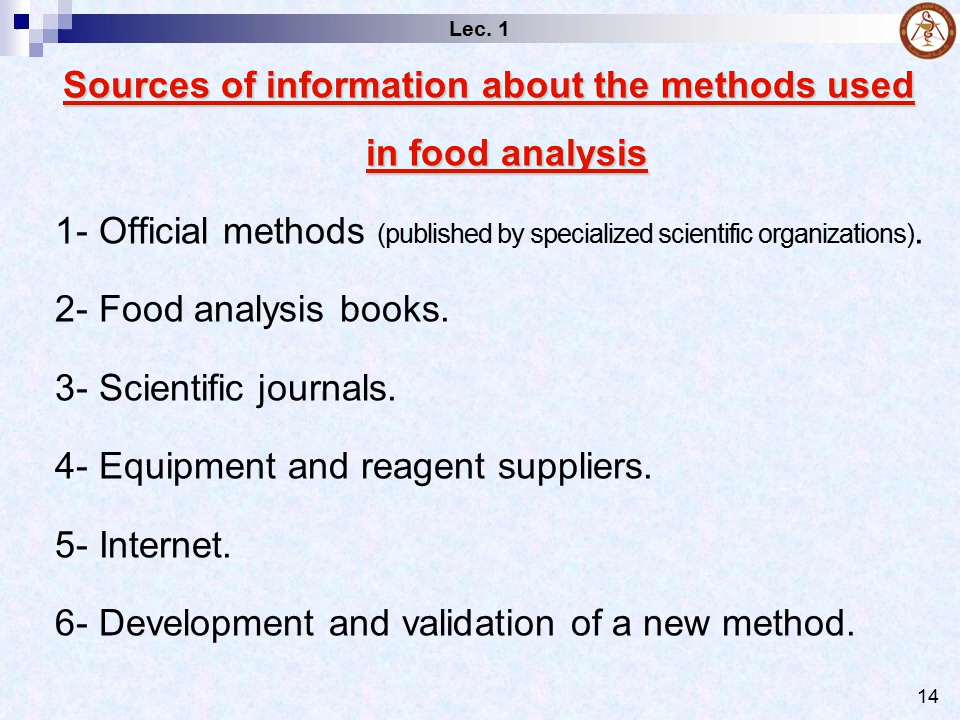 Lec. 1
Sources of information about the methods used
in food analysis
1- Official methods (published by specialized scientific organizations).
2- Food analysis books.
3- Scientific journals.
4- Equipment and reagent suppliers.
5- Internet.
6- Development and validation of a new method.
14